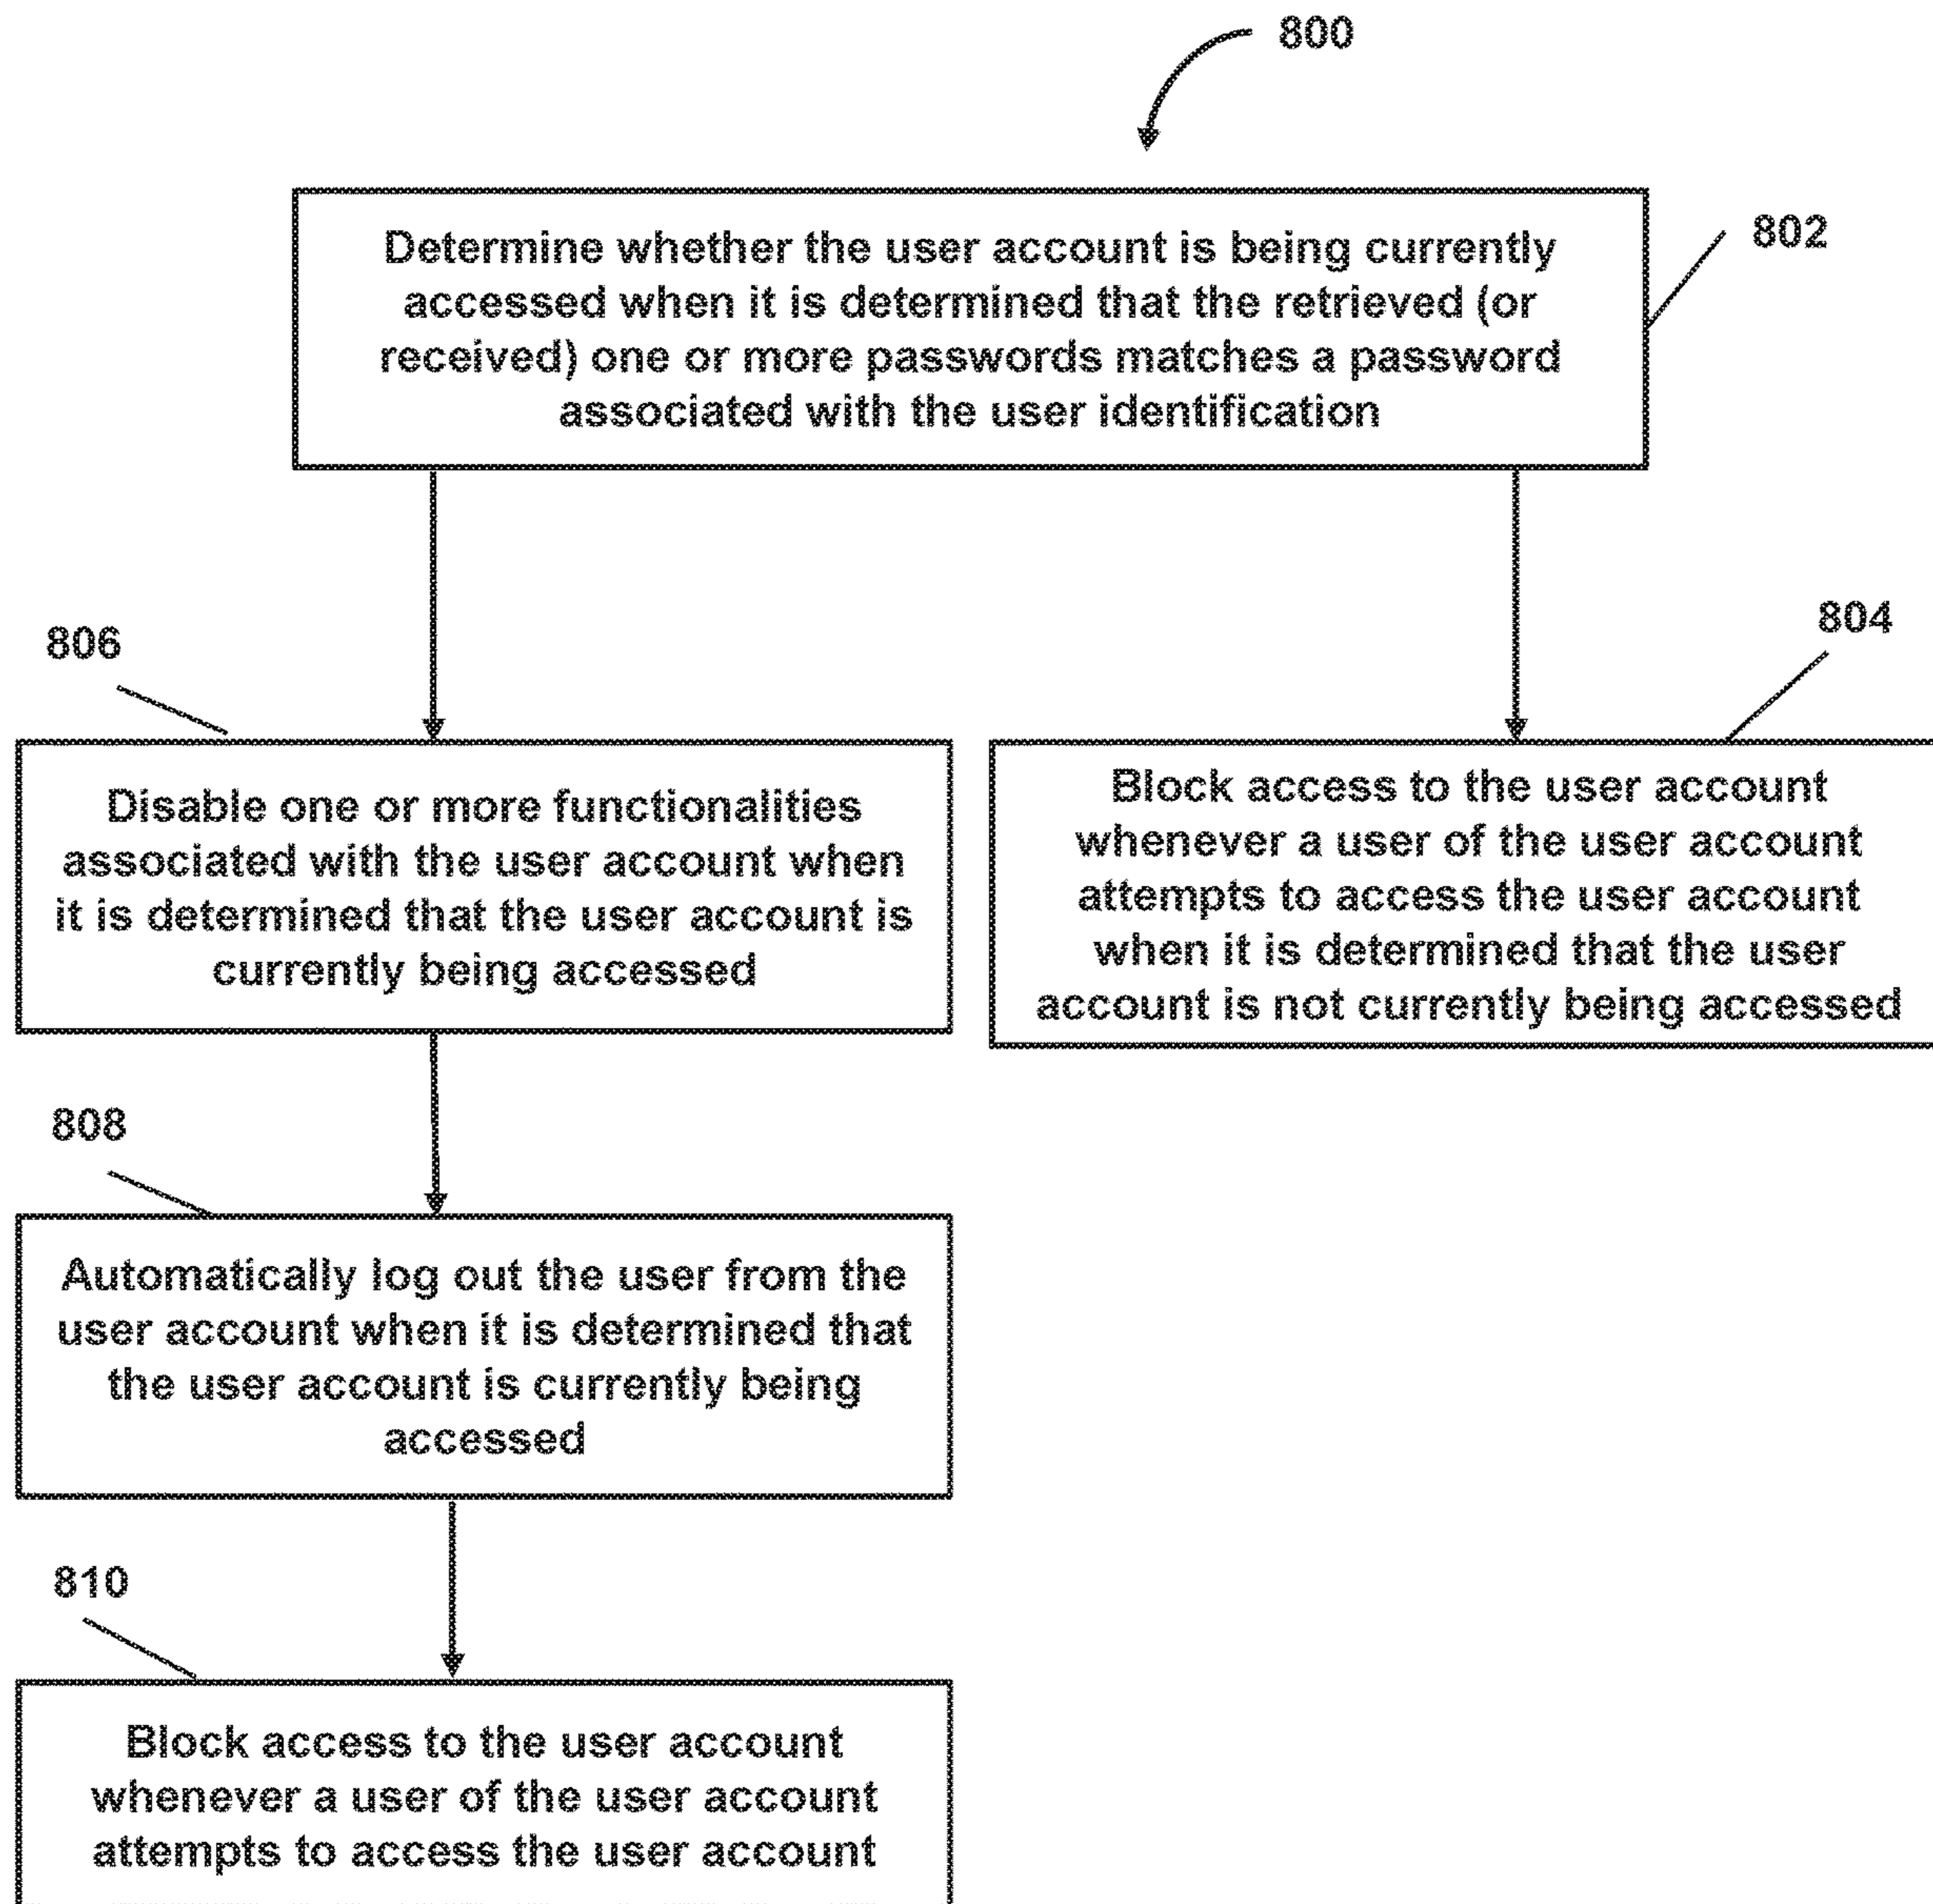 800
Determine whether the user account is being currently
accessed when it is determined that the retrieved (or
received) one or more passwords matches a password
associated with the user identification
802
806
804
Disable one or more functionalities
associated with the user account when
it is determined that the user account is
currently being accessed
Block access to the user account
whenever a user of the user account
attempts to access the user account
when it is determined that the user
account is not currently being accessed
808
Automatically log out the user from the
user account when it is determined that
the user account is currently being
accessed
810
Block access to the user account
whenever a user of the user account
attempts to access the user account